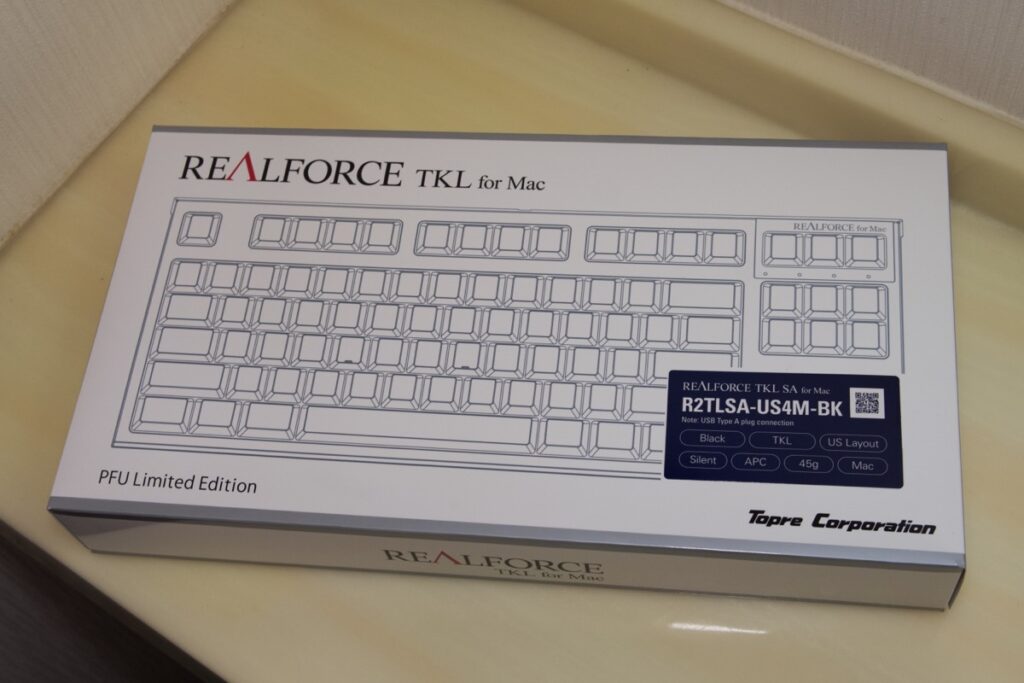 REALFORCE TKL for Mac
REALFORCE for Mac
REALFORCE TKL SA for Mac
R2TLSA-US4M-BK
Note: USB Type A plug connection
Black TKL US Layout
Silent APC 45g Mac
PFU Limited Edition
Topre Corporation
REALFORCE
TKL for Mac